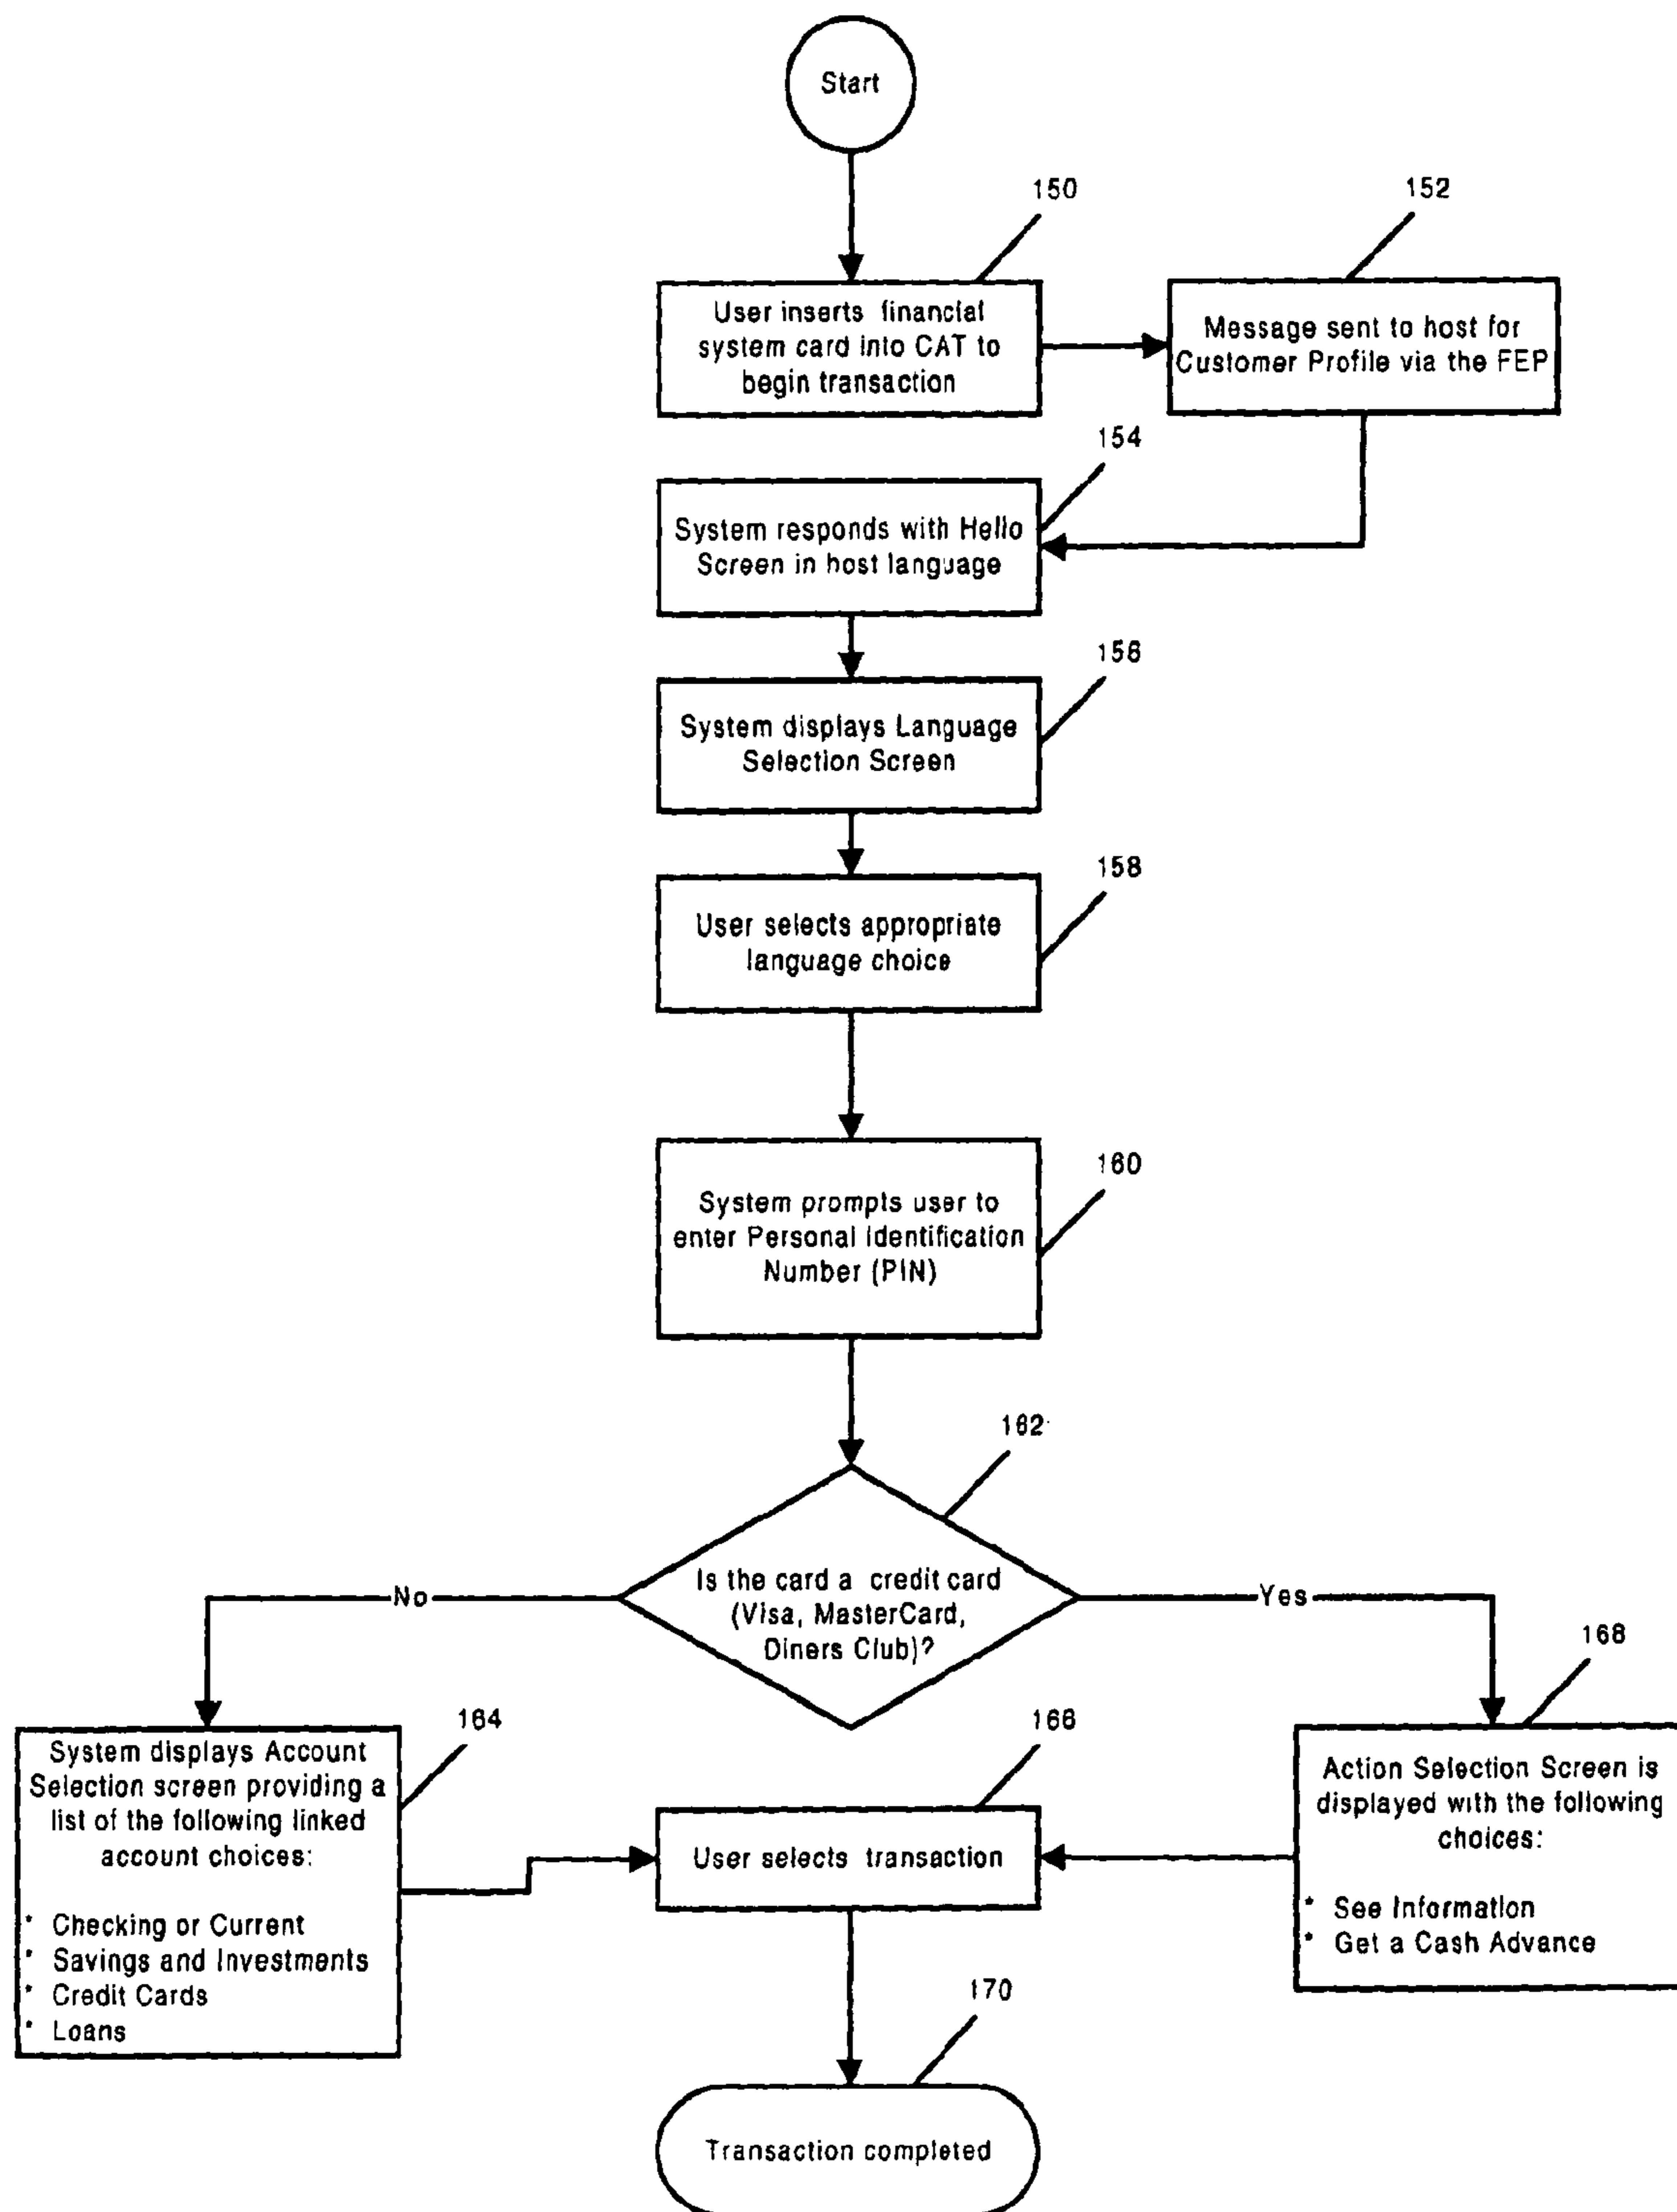 Start
150
152
User inserts financial
system card into CAT to
begin transaction
Message sent to host for
Customer Profile via the FEP
154
System responds with Hello
Screen in host language
156
System displays Language
Selection Screen
158
User selects appropriate
language choice
160
System prompts user to
enter Personal Identification
Number (PIN)
162
Is the card a credit card
(Visa, MasterCard,
Diners Club)?
No
Yes
164
System displays Account
Selection screen providing a
list of the following linked
account choices:
* Checking or Current
* Savings and Investments
* Credit Cards
* Loans
166
User selects transaction
168
Action Selection Screen is
displayed with the following
choices:
* See Information
* Get a Cash Advance
170
Transaction completed